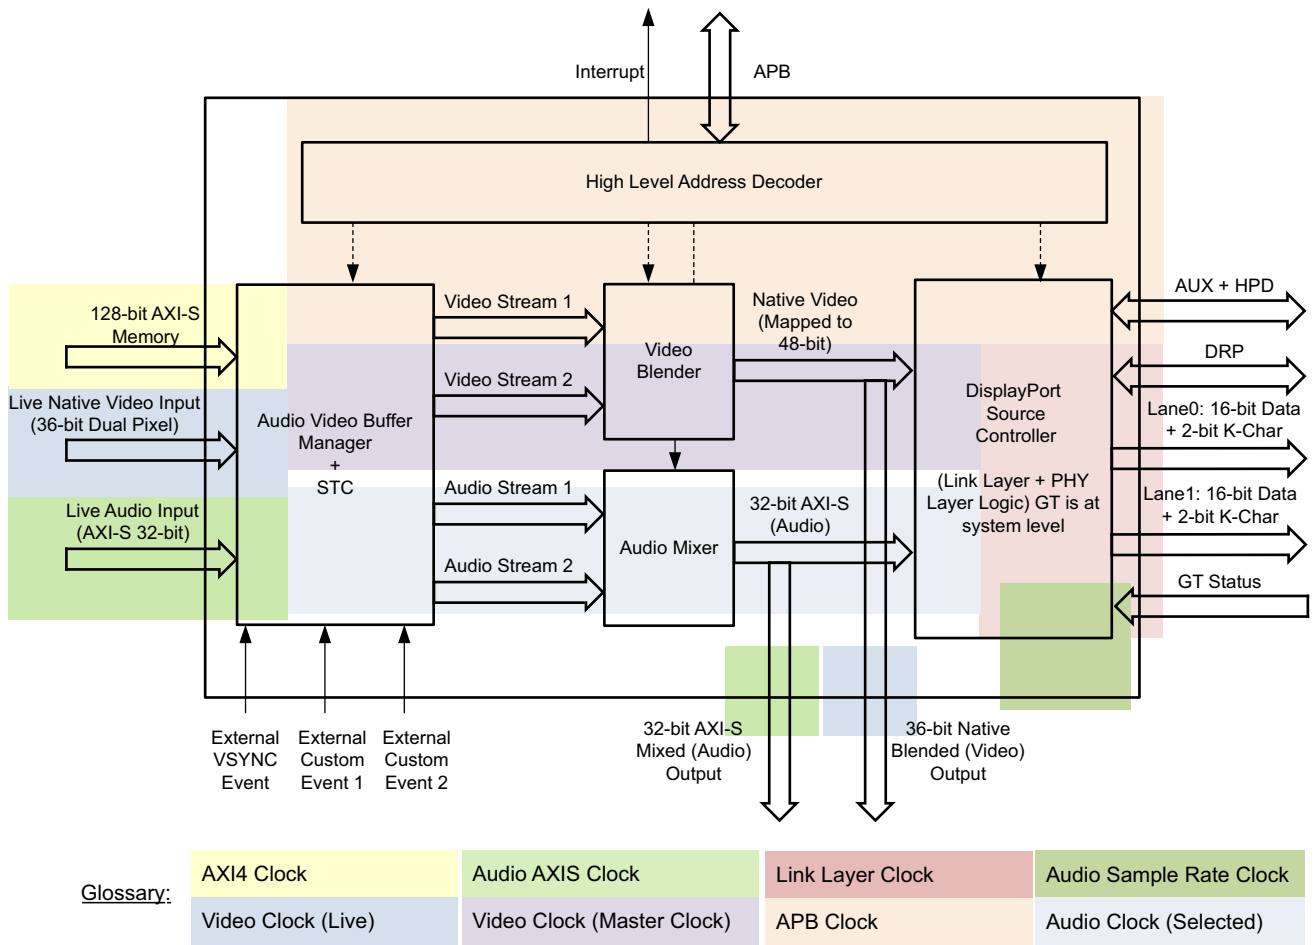 Interrupt
APB
High Level Address Decoder
128-bit AXI-S
Memory
Live Native Video Input
(36-bit Dual Pixel)
Live Audio Input
(AXI-S 32-bit)
Audio Video Buffer
Manager
+
STC
Video Stream 1
Video Stream 2
Audio Stream 1
Audio Stream 2
Video
Blender
Audio Mixer
Native Video
(Mapped to
48-bit)
32-bit AXI-S
(Audio)
DisplayPort
Source
Controller
(Link Layer + PHY
Layer Logic) GT is at
system level
AUX + HPD
DRP
Lane0: 16-bit Data
+ 2-bit K-Char
Lane1: 16-bit Data
+ 2-bit K-Char
GT Status
External
VSYNC
Event
External
Custom
Event 1
External
Custom
Event 2
32-bit AXI-S
Mixed (Audio)
Output
36-bit Native
Blended (Video)
Output
Glossary:
AXI4 Clock
Audio AXIS Clock
Link Layer Clock
Audio Sample Rate Clock
Video Clock (Live)
Video Clock (Master Clock)
APB Clock
Audio Clock (Selected)